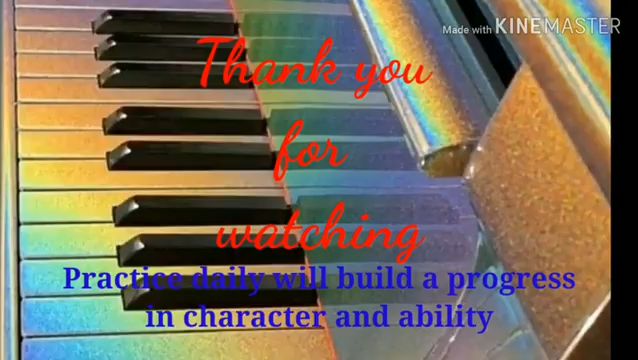 Made with KINEMASTER
Thank you
for
watching
Practice daily will build a progress
in character and ability